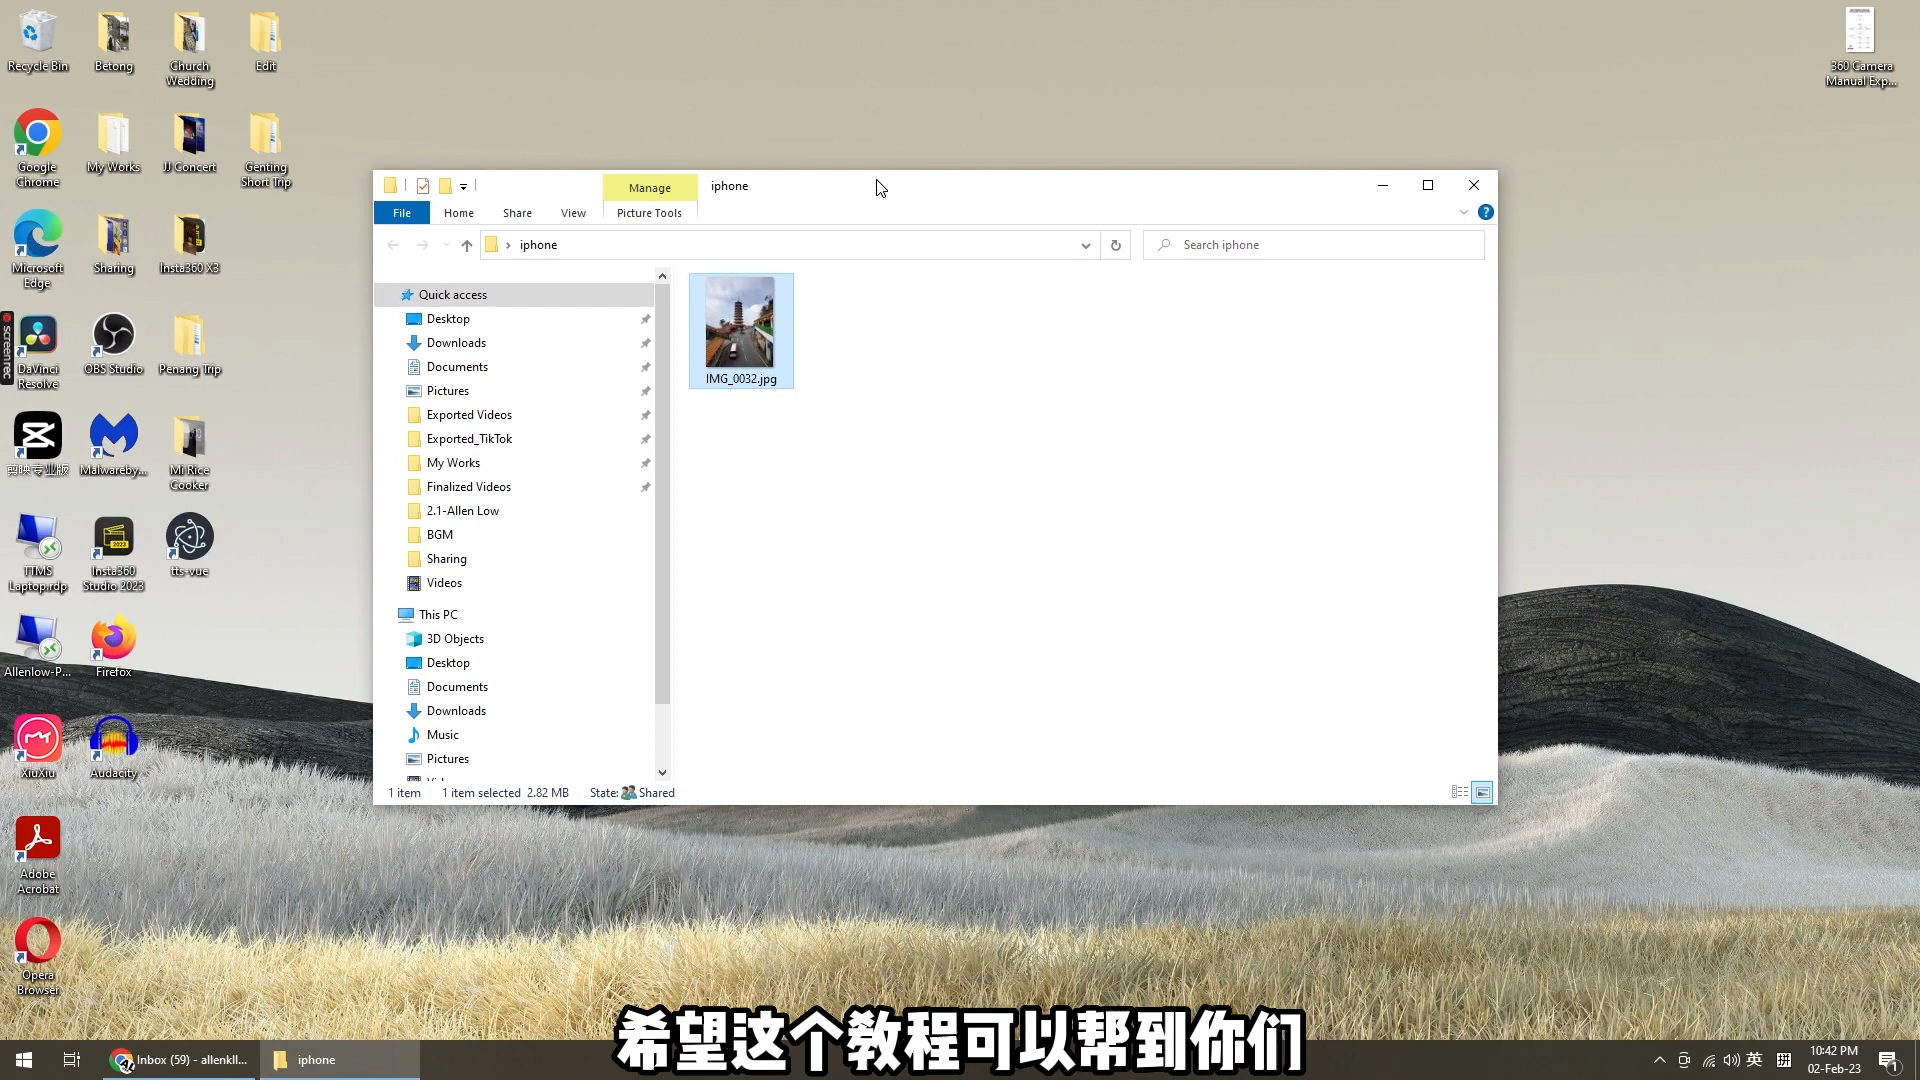 Recycle Bin
Betong
Church
Wedding
Edit
360 Camera
Manual Exp...
Google
Chrome
My Works
JJ Concert
Genting
Short Trip
Microsoft
Edge
Sharing
Insta360 X3
screenrec
DaVinci
Resolve
OBS Studio
Penang Trip
剪映专业版
Malwareby...
Mi Rice
Cooker
TTMS
Laptop.rdp
Insta360
Studio 2023
tts-vue
Allenlow-P...
Firefox
XiuXiu
Audacity
Adobe
Acrobat
Opera
Browser
Manage
iphone
File
Home
Share
View
Picture Tools
iphone
Search iphone
Quick access
Desktop
Downloads
Documents
Pictures
Exported Videos
Exported_TikTok
My Works
Finalized Videos
2.1-Allen Low
BGM
Sharing
Videos
This PC
3D Objects
Desktop
Documents
Downloads
Music
Pictures
IMG_0032.jpg
1 item
1 item selected 2.82 MB
State: Shared
希望这个教程可以帮到你们
Inbox (59) - allenkll...
iphone
英
拼
10:42 PM
02-Feb-23
1